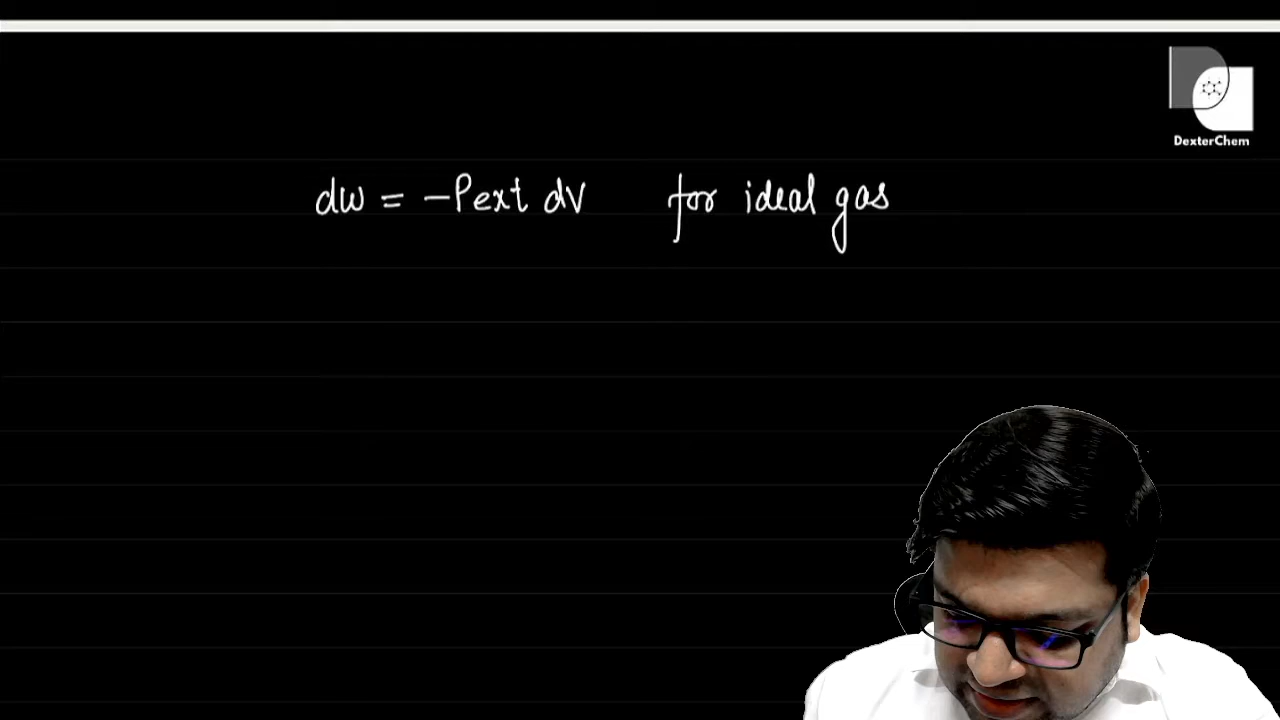 DexterChem
dw = -Pext dV for ideal gas